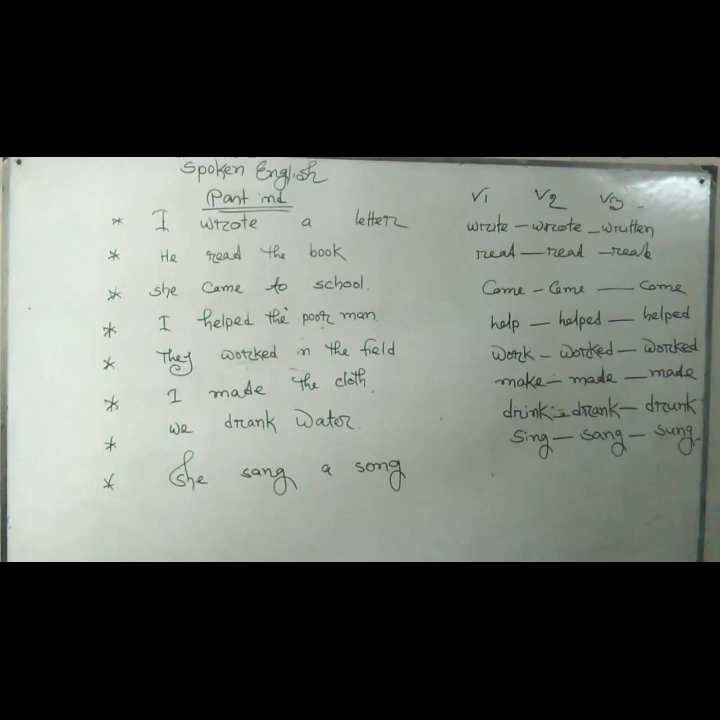 Spoken English
Past ind
V1 V2 V3
* I wrote a letter write - wrote - written
* He read the book read - read - read
* She came to school. Come - Came - Come
* I helped the poor man. help - helped - helped
* They worked in the field work - worked - worked
* I made the cloth make - made - made
* we drank water. drink - drank - drunk
* She sang a song Sing - sang - sung.